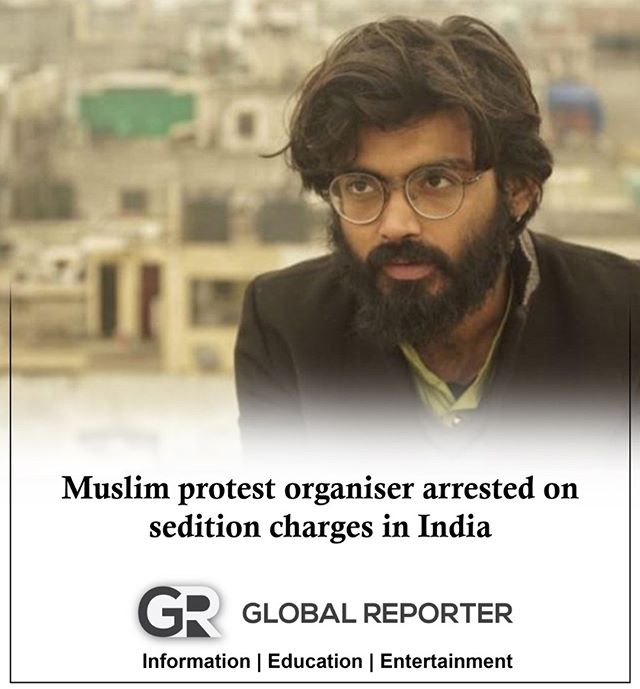 Muslim protest organiser arrested on
sedition charges in India
GR GLOBAL REPORTER
Information | Education | Entertainment